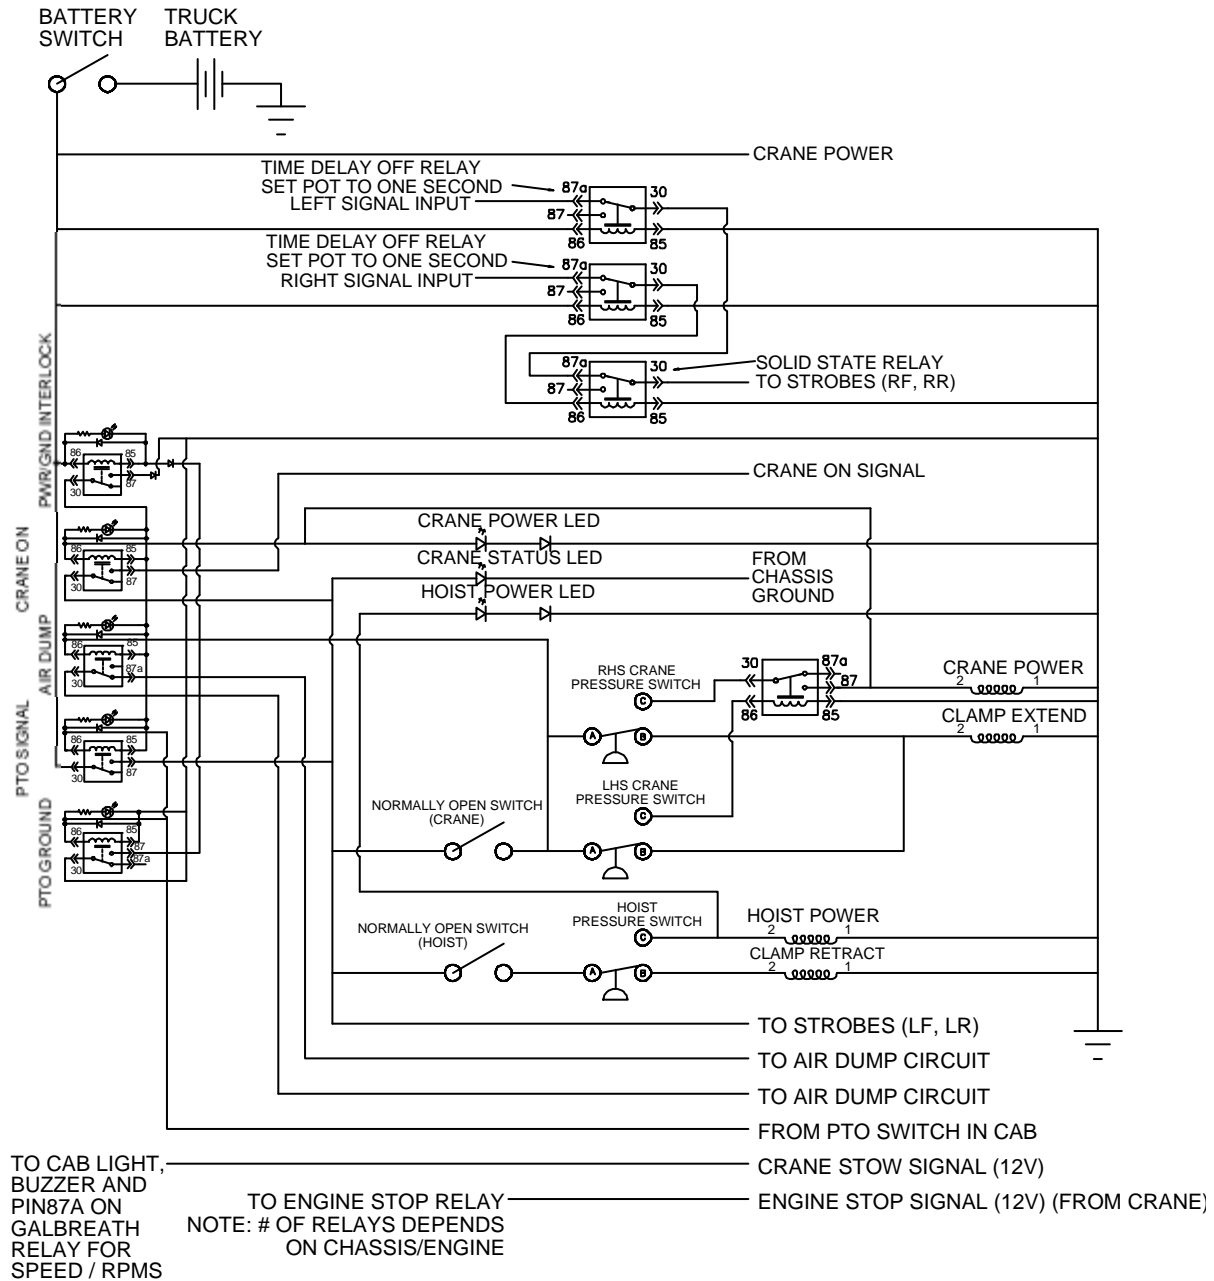 BATTERY
SWITCH
TRUCK
BATTERY
CRANE POWER
TIME DELAY OFF RELAY
SET POT TO ONE SECOND
LEFT SIGNAL INPUT
87a
30
87
86
85
TIME DELAY OFF RELAY
SET POT TO ONE SECOND
RIGHT SIGNAL INPUT
87a
30
87
86
85
87a
30
87
86
85
SOLID STATE RELAY
TO STROBES (RF, RR)
PWR/GND INTERLOCK
86
85
30
87
CRANE ON SIGNAL
CRANE ON
86
85
30
87
CRANE POWER LED
CRANE STATUS LED
HOIST POWER LED
FROM
CHASSIS
GROUND
AIR DUMP
86
85
87a
30
RHS CRANE
PRESSURE SWITCH
C
30
87a
87
86
85
CRANE POWER
2 1
CLAMP EXTEND
2 1
A B
PTO SIGNAL
86
85
30
87
LHS CRANE
PRESSURE SWITCH
C
NORMALLY OPEN SWITCH
(CRANE)
A B
PTO GROUND
86
85
87
87a
30
HOIST
PRESSURE SWITCH
C
HOIST POWER
2 1
NORMALLY OPEN SWITCH
(HOIST)
A B
CLAMP RETRACT
2 1
TO STROBES (LF, LR)
TO AIR DUMP CIRCUIT
TO AIR DUMP CIRCUIT
FROM PTO SWITCH IN CAB
TO CAB LIGHT,
BUZZER AND
PIN87A ON
GALBREATH
RELAY FOR
SPEED / RPMS
CRANE STOW SIGNAL (12V)
TO ENGINE STOP RELAY
NOTE: # OF RELAYS DEPENDS
ON CHASSIS/ENGINE
ENGINE STOP SIGNAL (12V) (FROM CRANE)